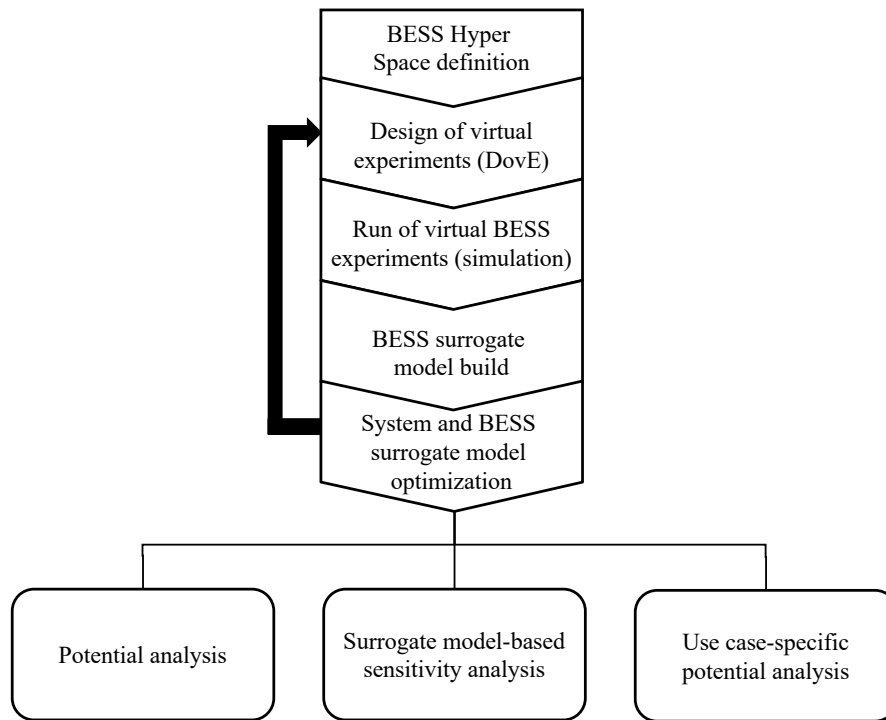 BESS Hyper
Space definition
Design of virtual
experiments (DovE)
Run of virtual BESS
experiments (simulation)
BESS surrogate
model build
System and BESS
surrogate model
optimization
Potential analysis
Surrogate model-based
sensitivity analysis
Use case-specific
potential analysis